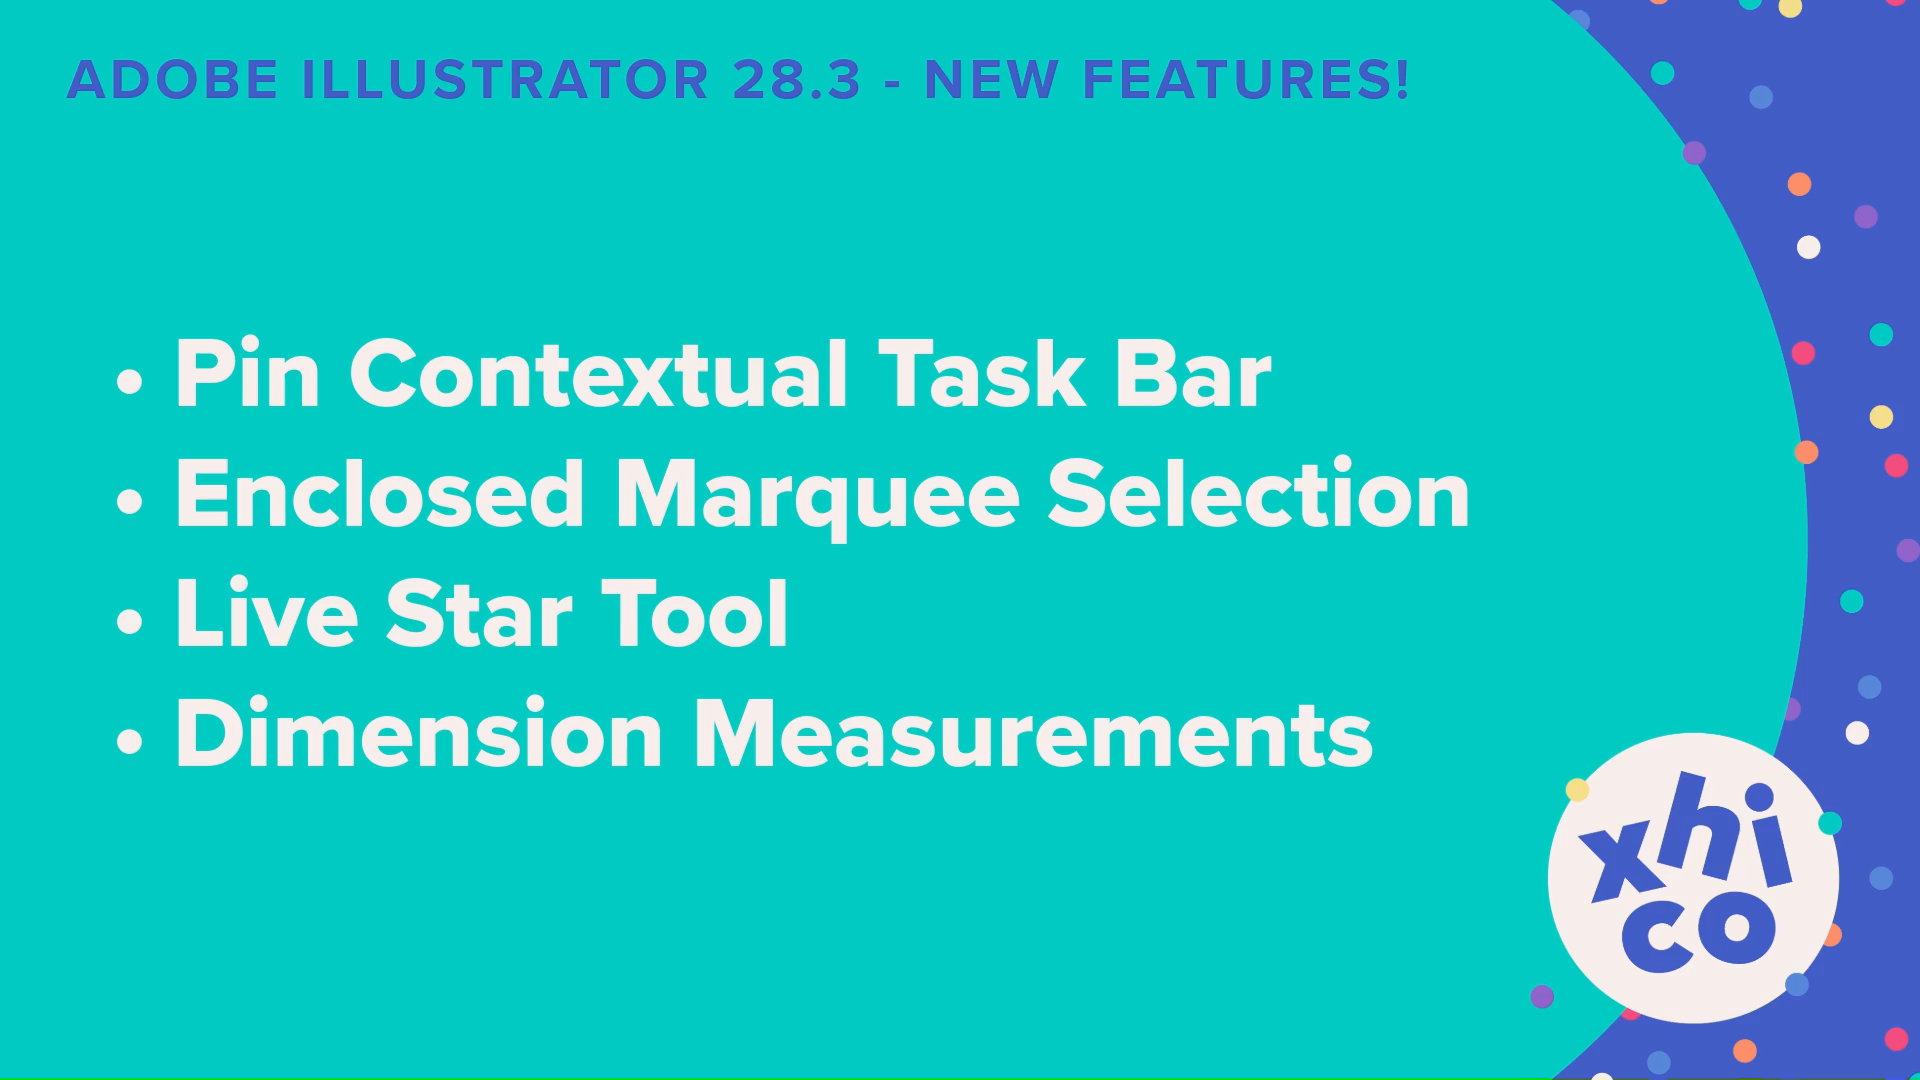 ADOBE ILLUSTRATOR 28.3 - NEW FEATURES!
• Pin Contextual Task Bar
• Enclosed Marquee Selection
• Live Star Tool
• Dimension Measurements
xhi
co